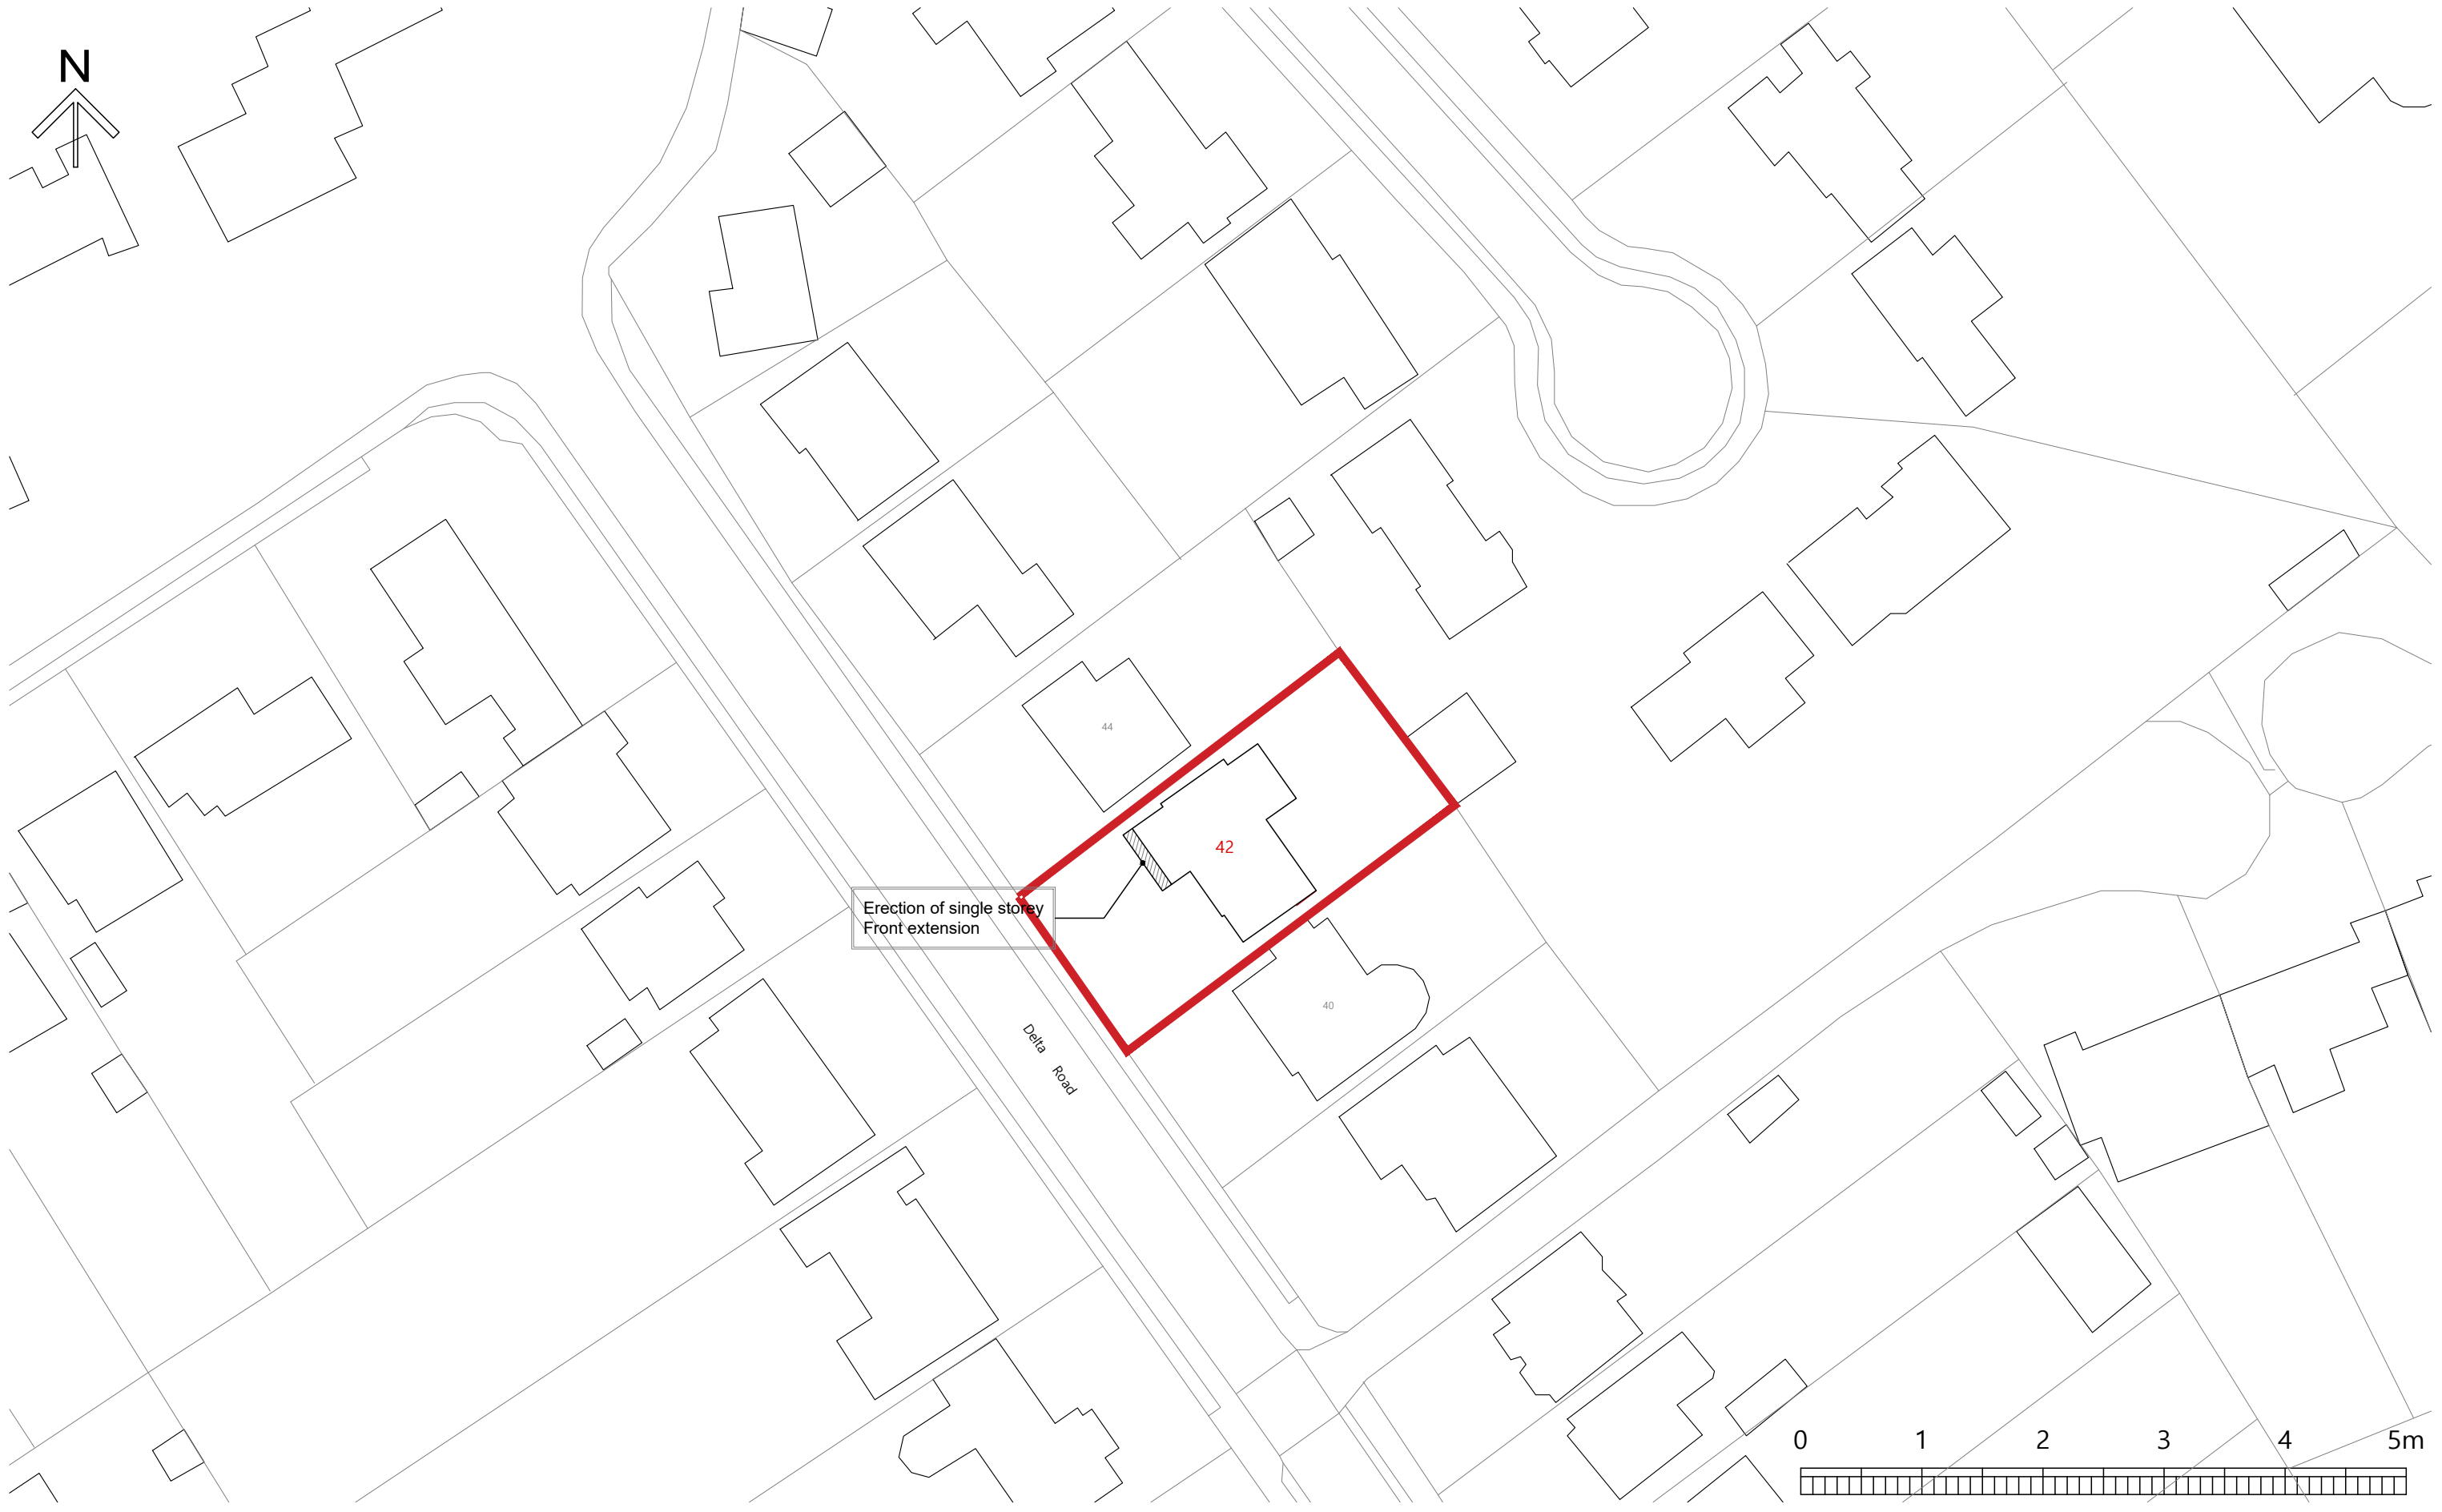 N
44
42
Erection of single storey
Front extension
40
Delta Road
0 1 2 3 4 5m